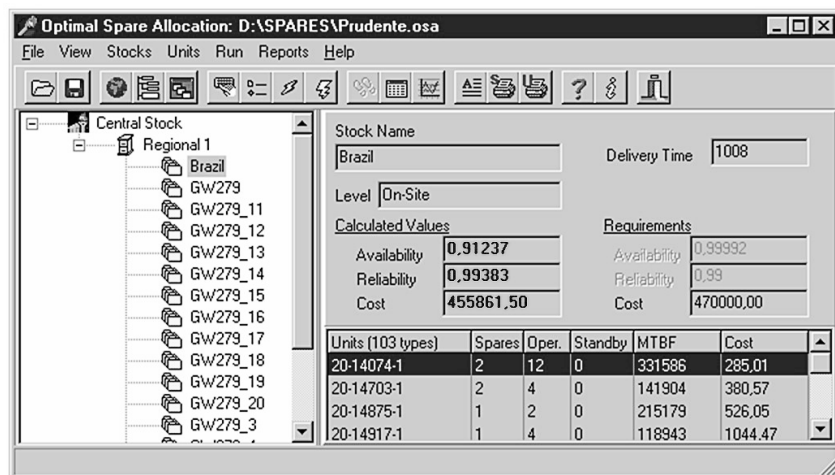 Optimal Spare Allocation: D:\SPARES\Prudente.osa
File View Stocks Units Run Reports Help
Central Stock
Regional 1
Brazil
GW279
GW279_11
GW279_12
GW279_13
GW279_14
GW279_15
GW279_16
GW279_17
GW279_18
GW279_19
GW279_20
GW279_3
Stock Name
Brazil
Delivery Time 1008
Level On-Site
Calculated Values Requirements
Availability 0,91237 Availability 0,99992
Reliability 0,99383 Reliability 0,99
Cost 455861,50 Cost 470000,00
Units (103 types) Spares Oper. Standby MTBF Cost
20-14074-1 2 12 0 331586 285,01
20-14703-1 2 4 0 141904 380,57
20-14875-1 1 2 0 215179 526,05
20-14917-1 1 4 0 118943 1044,47